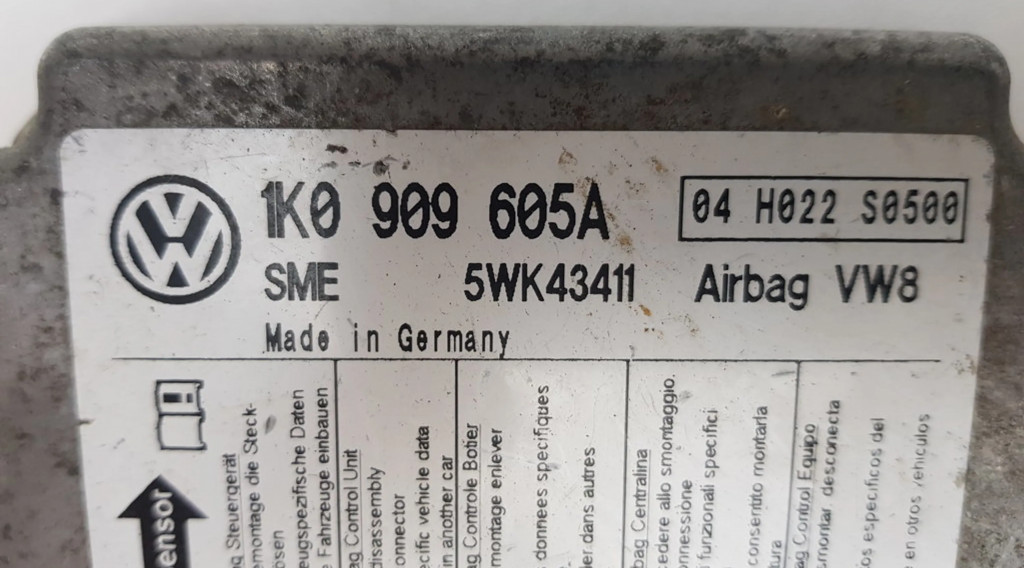 1K0 909 605A
04 H022 S0500
SME 5WK43411 Airbag VW8
Made in Germany
ensor
Steuergerät
emontage die Steck-
ösen
eugspezifische Daten
Fahrzeuge einbauen
ag Control Unit
disassembly
onnector
ecific vehicle data
in another car
ag Controle Botier
montage enlever
donnees specifiques
ler dans autres
bag Centralina
cedere allo smontaggio.
onnessione
i funzionali specifici
consentito montarla
tura
ag Control Equipo
smontar desconecta
os especificos del
en otros vehiculos